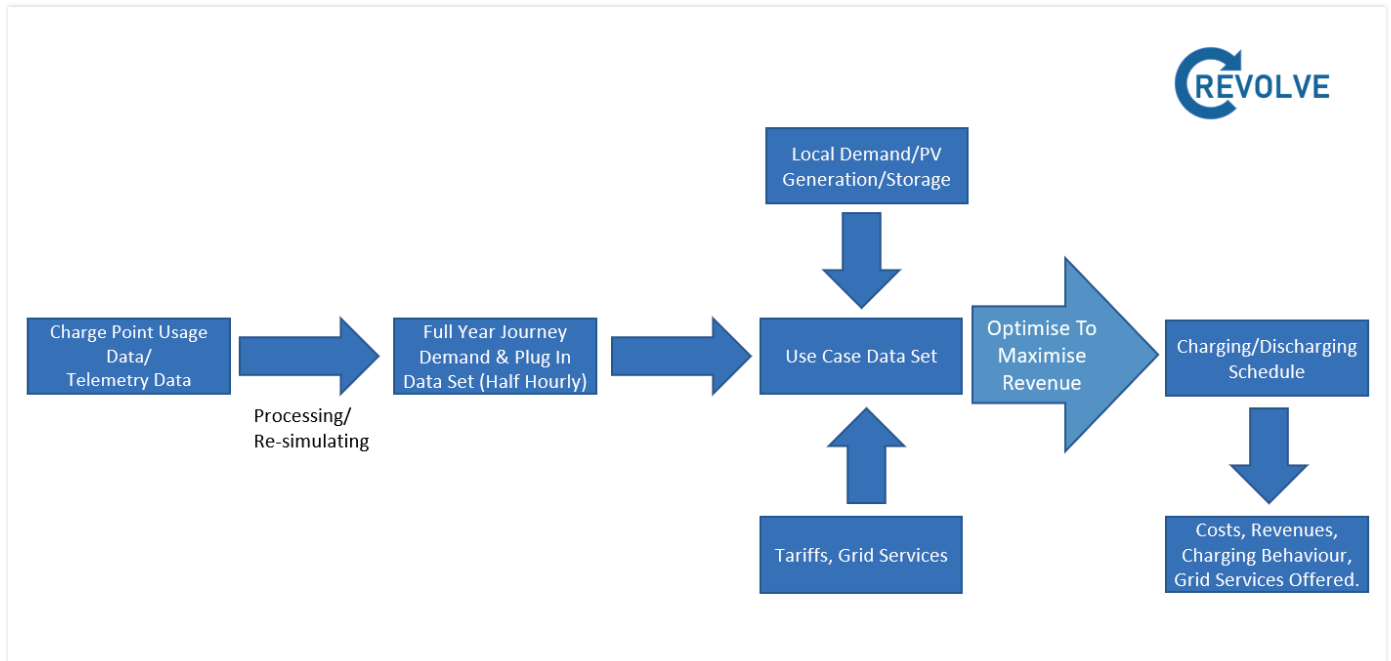 REVOLVE
Local Demand/PV
Generation/Storage
Charge Point Usage
Data/
Telemetry Data
Processing/
Re-simulating
Full Year Journey
Demand & Plug In
Data Set (Half Hourly)
Use Case Data Set
Tariffs, Grid Services
Optimise To
Maximise
Revenue
Charging/Discharging
Schedule
Costs, Revenues,
Charging Behaviour,
Grid Services Offered.